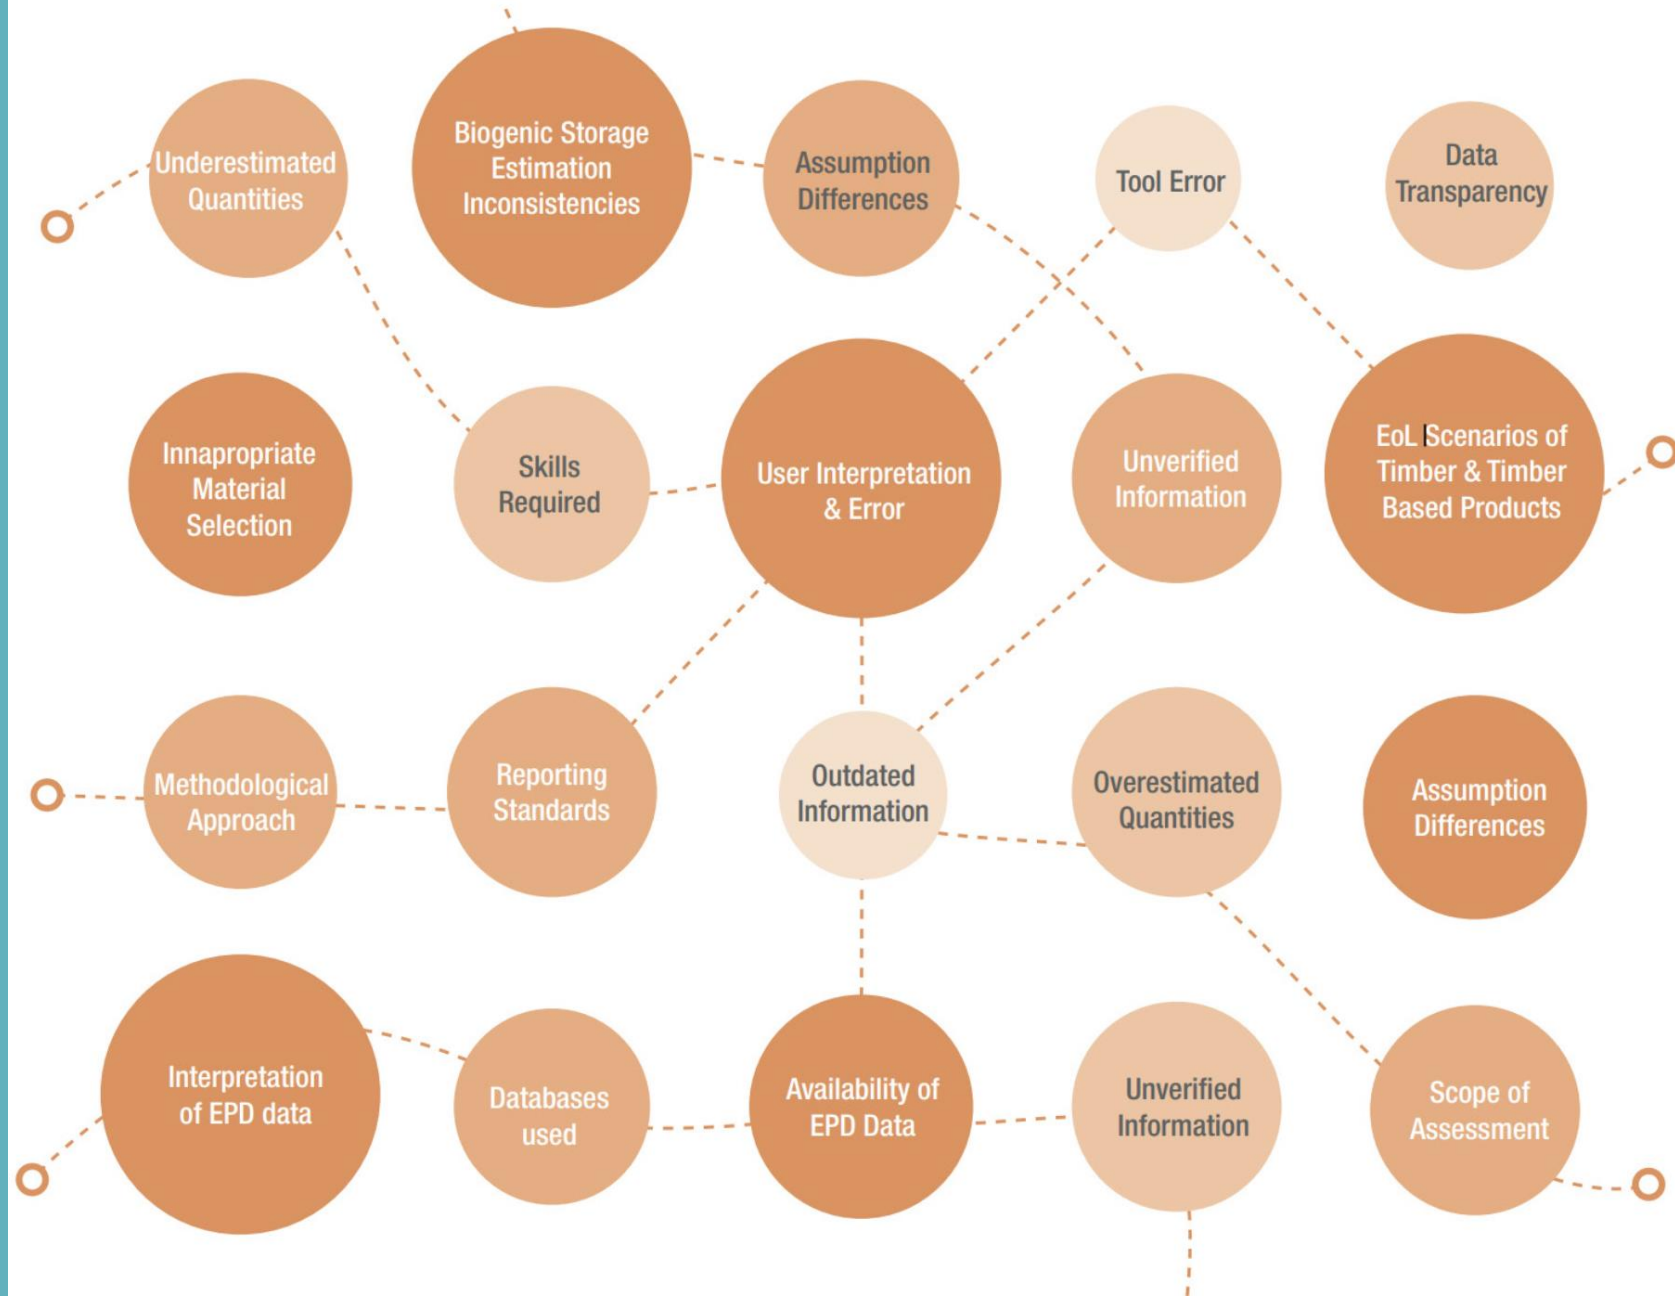 Underestimated
Quantities
Biogenic Storage
Estimation
Inconsistencies
Assumption
Differences
Tool Error
Data
Transparency
Innapropriate
Material
Selection
Skills
Required
User Interpretation
& Error
Unverified
Information
EoL Scenarios of
Timber & Timber
Based Products
Methodological
Approach
Reporting
Standards
Outdated
Information
Overestimated
Quantities
Assumption
Differences
Interpretation
of EPD data
Databases
used
Availability of
EPD Data
Unverified
Information
Scope of
Assessment